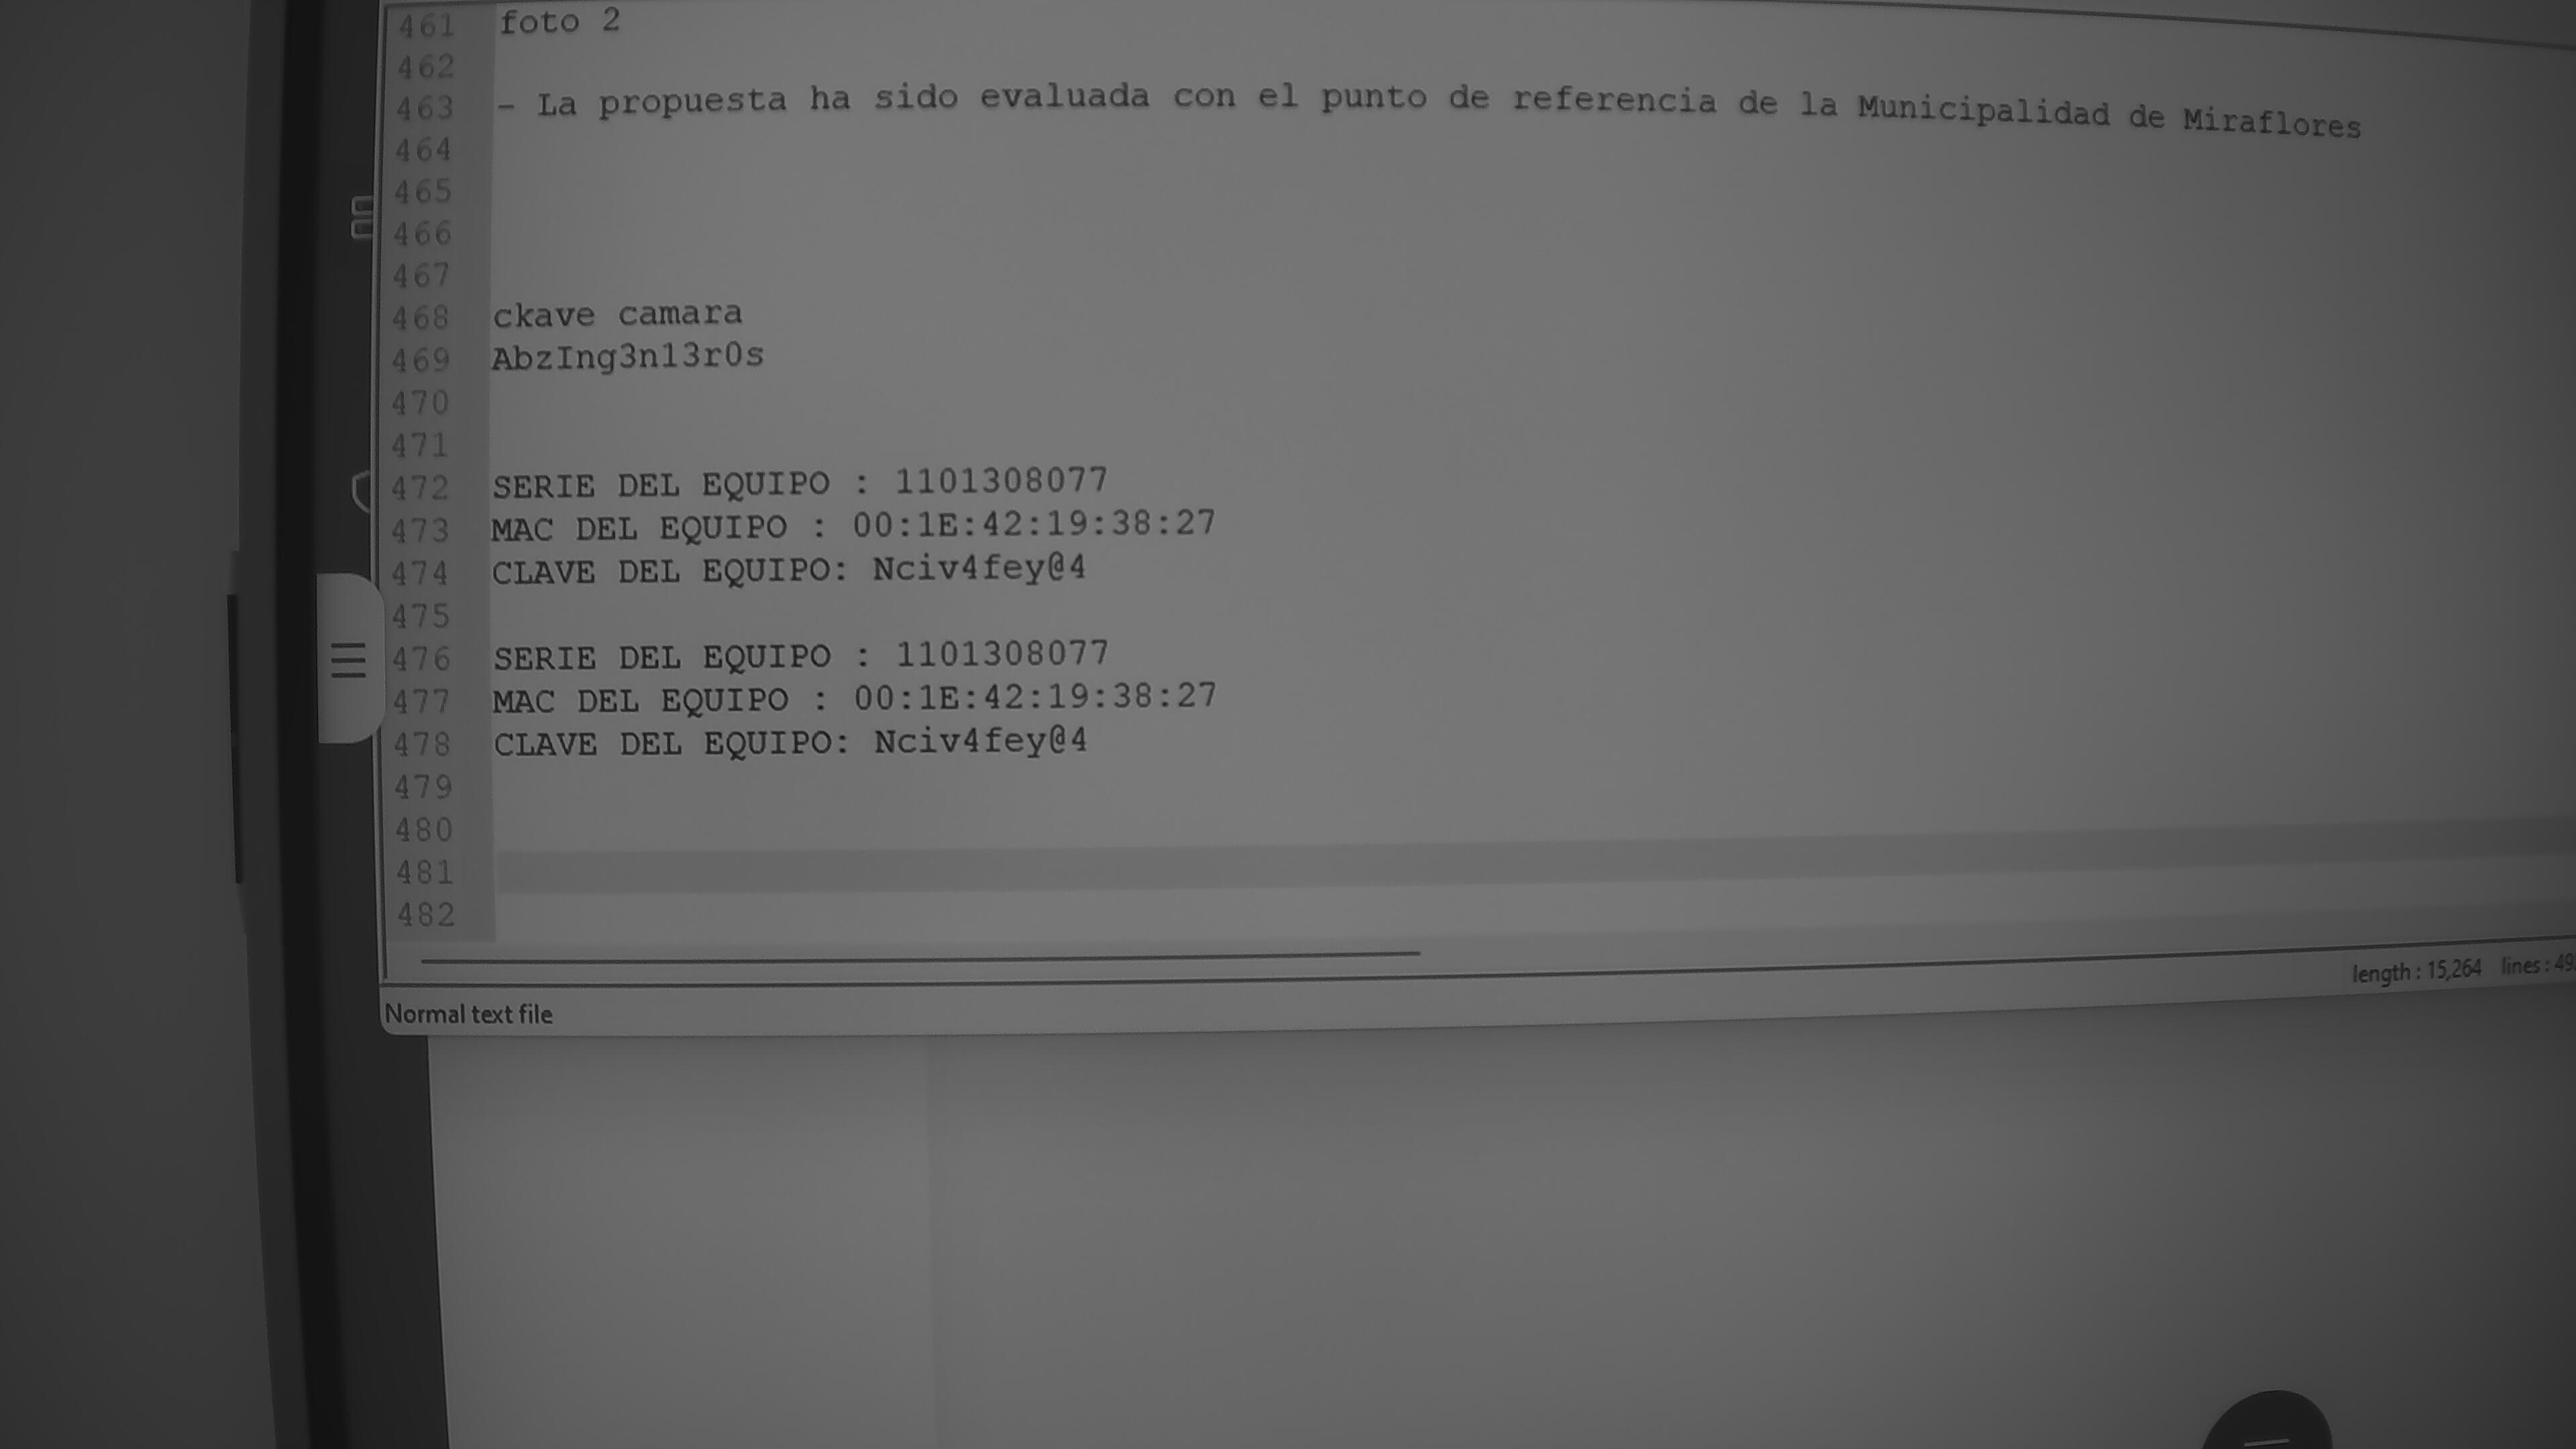 461 foto 2
462
463 - La propuesta ha sido evaluada con el punto de referencia de la Municipalidad de Miraflores
464
465
466
467
468 ckave camara
469 AbzIng3n13r0s
470
471
472 SERIE DEL EQUIPO : 1101308077
473 MAC DEL EQUIPO : 00:1E:42:19:38:27
474 CLAVE DEL EQUIPO: Nciv4fey@4
475
476 SERIE DEL EQUIPO : 1101308077
477 MAC DEL EQUIPO : 00:1E:42:19:38:27
478 CLAVE DEL EQUIPO: Nciv4fey@4
479
480
481
482
Normal text file length : 15,264 lines : 49